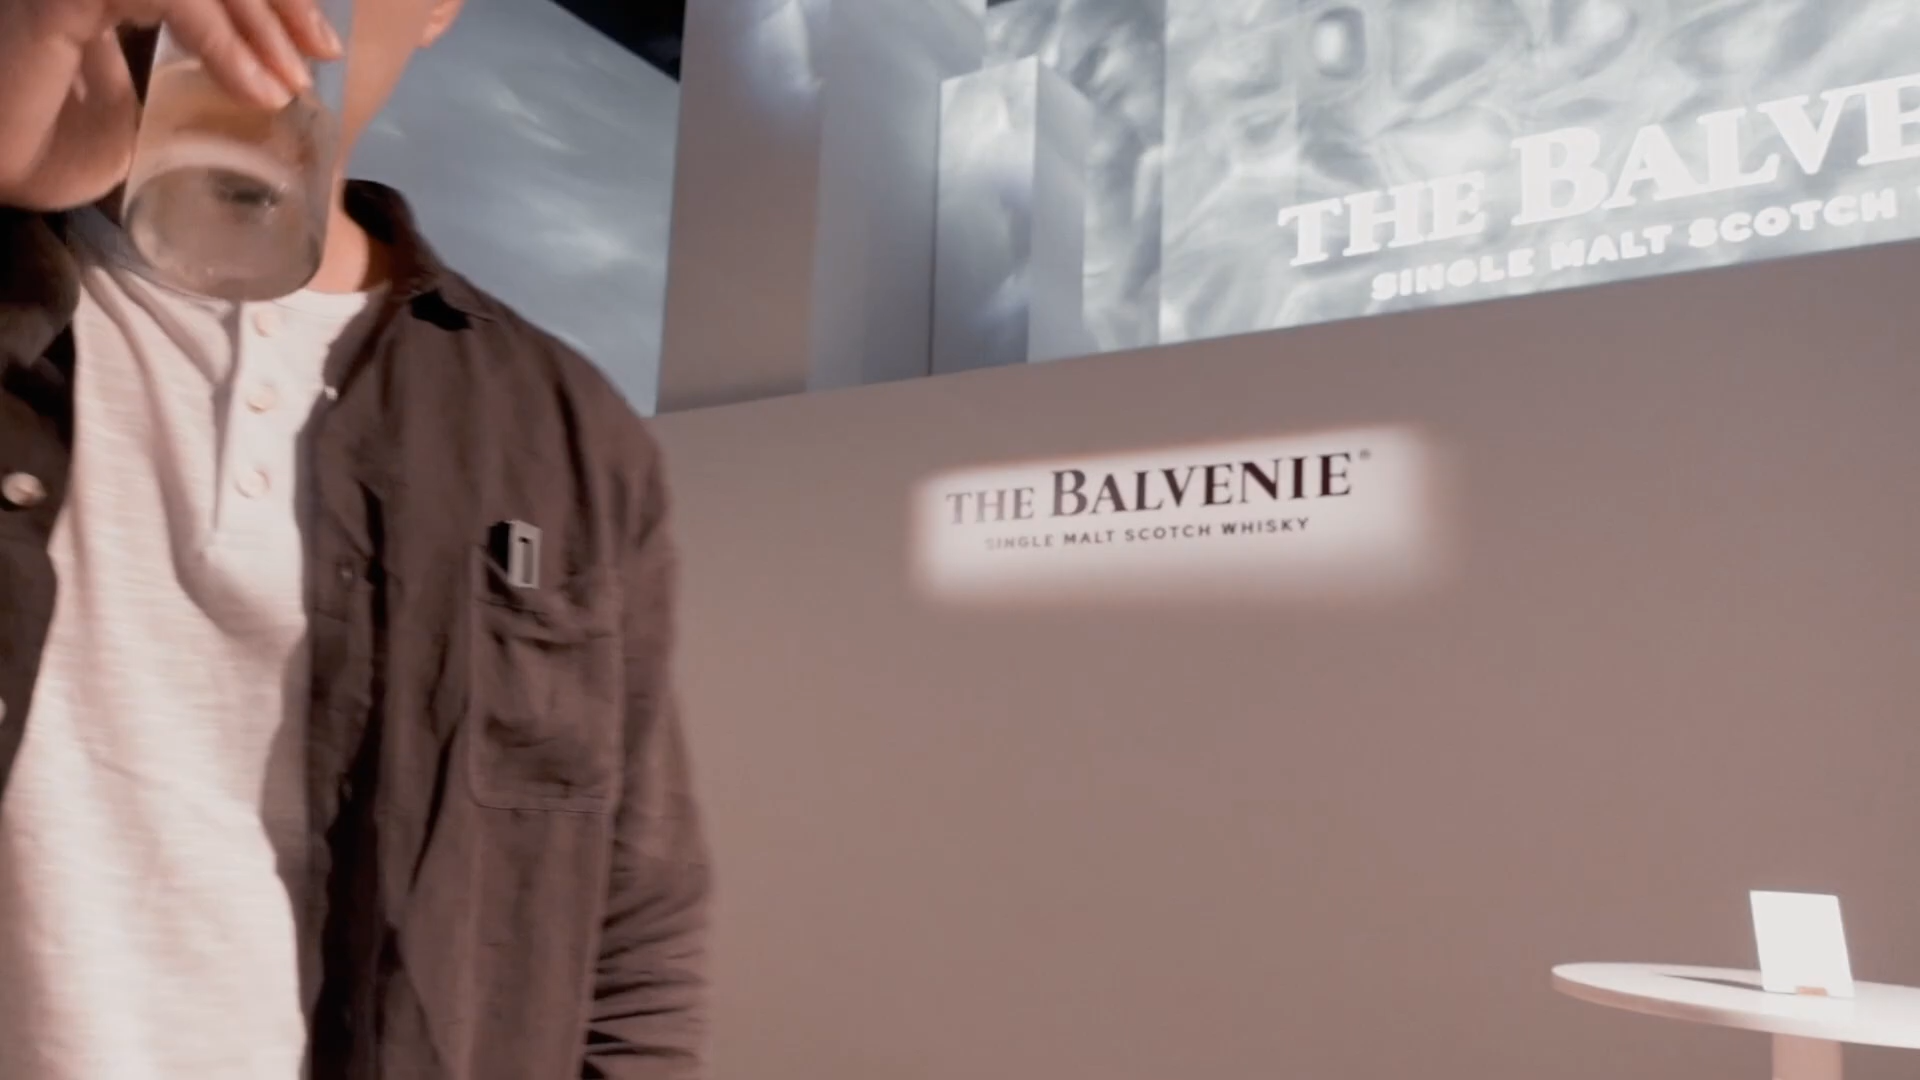 THE BALVE
SINGLE MALT SCOTCH
THE BALVENIE®
SINGLE MALT SCOTCH WHISKY